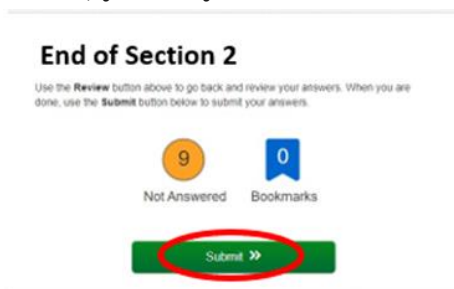 End of Section 2
Use the Review button above to go back and review your answers. When you are
done, use the Submit button below to submit your answers.
9
0
Not Answered
Bookmarks
Submit »